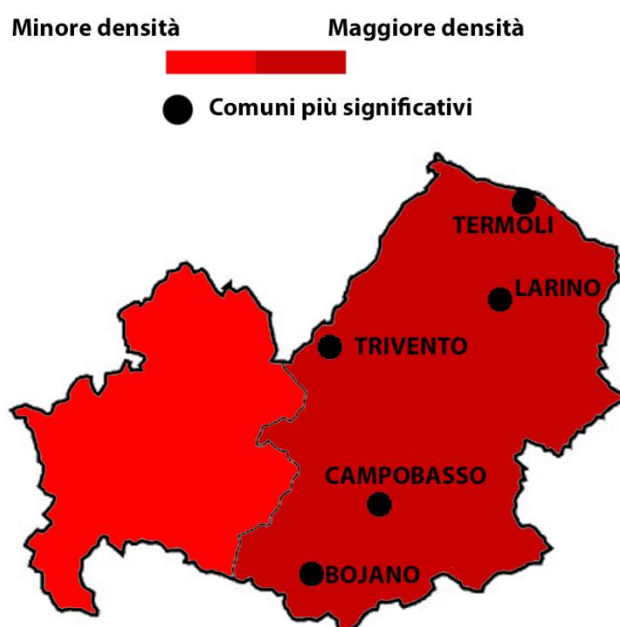 Minore densità Maggiore densità
Comuni più significativi
TERMOLI
LARINO
TRIVENTO
CAMPOBASSO
BOJANO